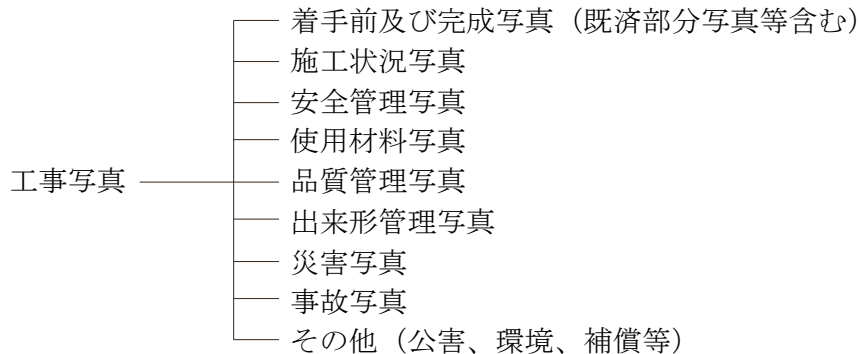 着手前及び完成写真（既済部分写真等含む）
施工状況写真
安全管理写真
使用材料写真
工事写真
品質管理写真
出来形管理写真
災害写真
事故写真
その他（公害、環境、補償等）